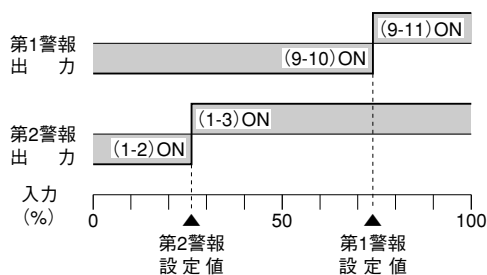 第1警報
出 力
(9-11)ON
(9-10)ON
第2警報
出 力
(1-3)ON
(1-2)ON
入力
(%)
0
50
100
第2警報
設 定 値
第1警報
設 定 値